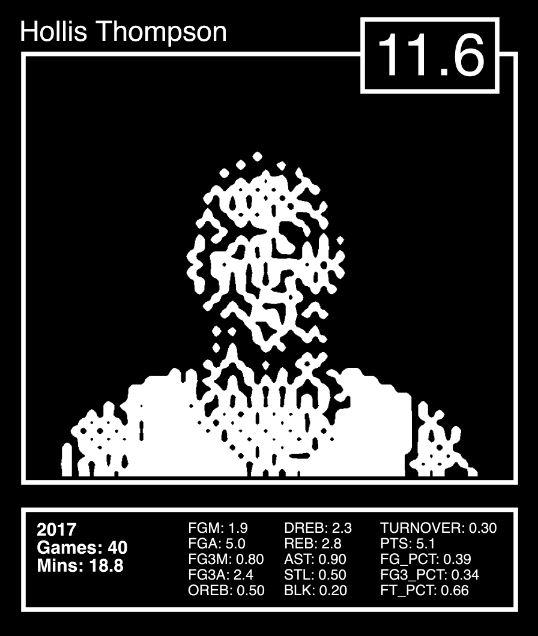 Hollis Thompson
11.6
2017
Games: 40
Mins: 18.8
FGM: 1.9
FGA: 5.0
FG3M: 0.80
FG3A: 2.4
OREB: 0.50
DREB: 2.3
REB: 2.8
AST: 0.90
STL: 0.50
BLK: 0.20
TURNOVER: 0.30
PTS: 5.1
FG_PCT: 0.39
FG3_PCT: 0.34
FT_PCT: 0.66